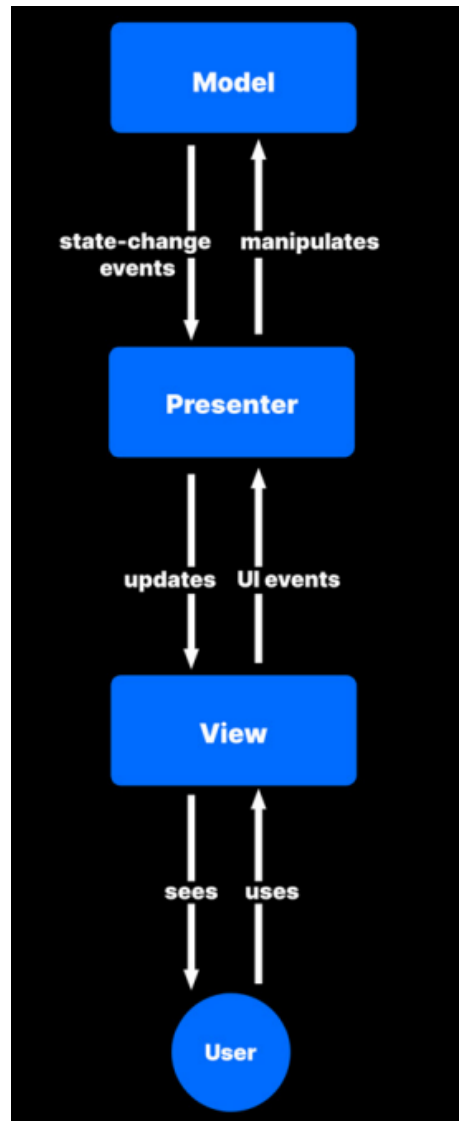 Model
state-change manipulates
events
Presenter
updates UI events
View
sees uses
User